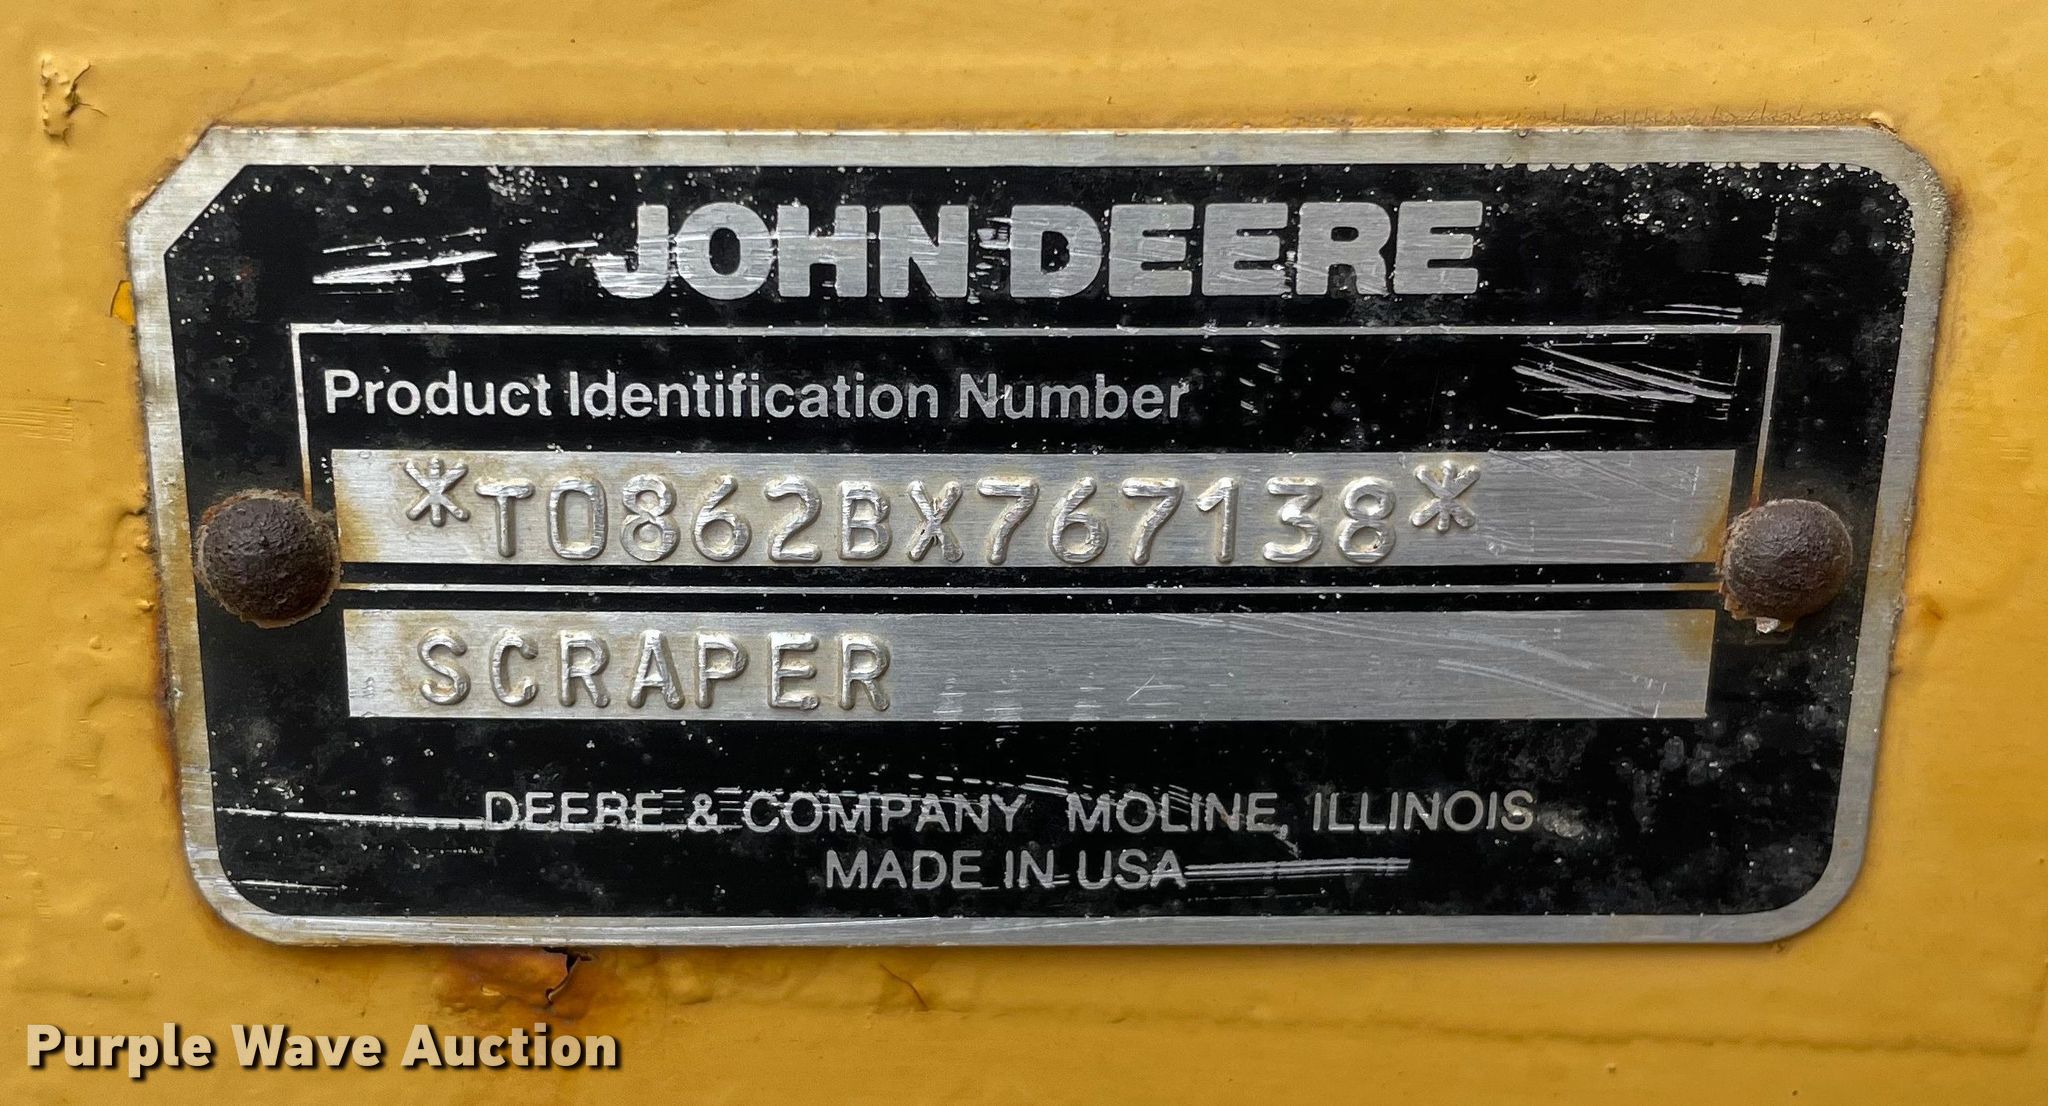 JOHN DEERE
Product Identification Number
*T0862BX767138*
SCRAPER
DEERE & COMPANY MOLINE, ILLINOIS
MADE IN USA
Purple Wave Auction